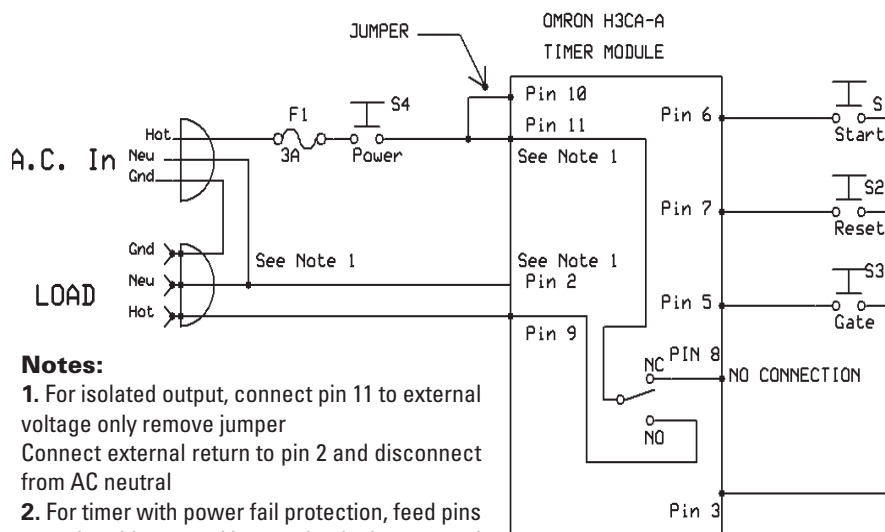 JUMPER
OMRON H3CA-A
TIMER MODULE
Pin 10
F1
S4
Pin 11
Pin 6
S
Start
Hot
3A
Power
A.C. In
Neu
See Note 1
Gnd
Pin 7
S2
Reset
Gnd
See Note 1
See Note 1
S3
LOAD
Neu
Pin 2
Pin 5
Hot
Gate
Pin 9
Notes:
NC
PIN 8
NO CONNECTION
1. For isolated output, connect pin 11 to external
voltage only remove jumper
NO
Connect external return to pin 2 and disconnect
from AC neutral
2. For timer with power fail protection, feed pins
Pin 3